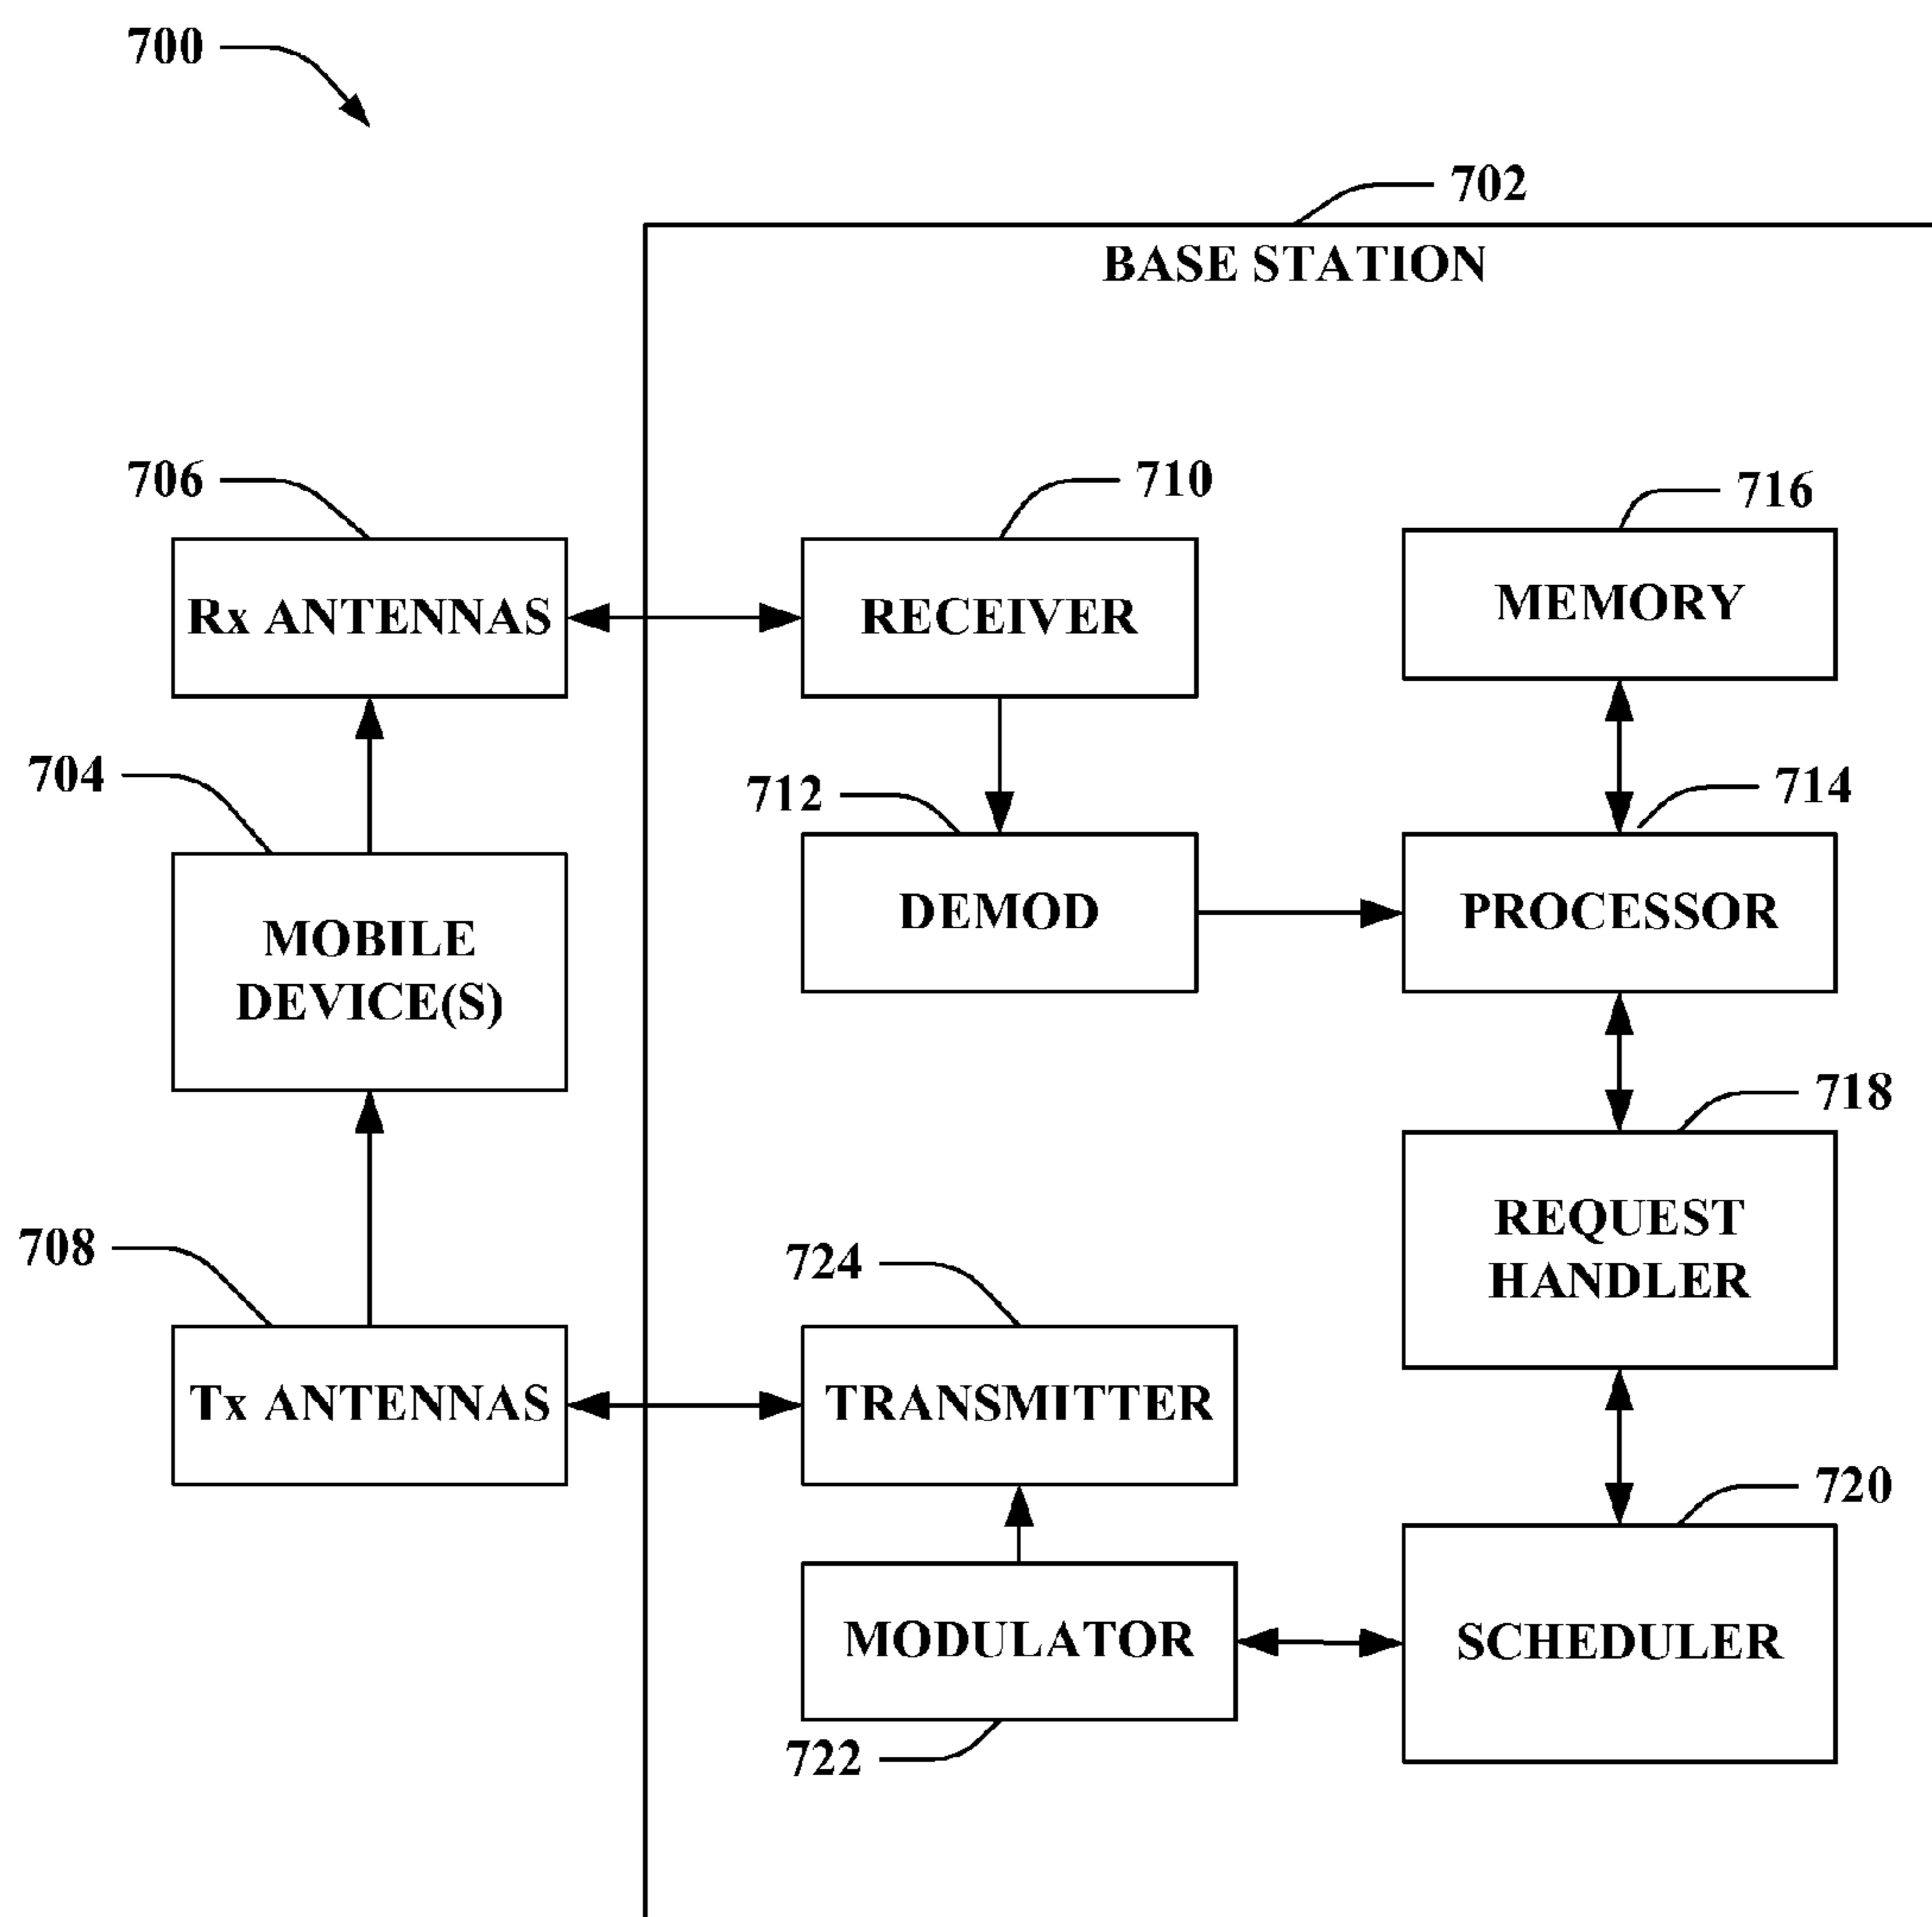 700
702
BASE STATION
706
710
716
Rx ANTENNAS
RECEIVER
MEMORY
704
712
714
MOBILE
DEVICE(S)
DEMOD
PROCESSOR
718
708
724
REQUEST
HANDLER
Tx ANTENNAS
TRANSMITTER
720
MODULATOR
SCHEDULER
722